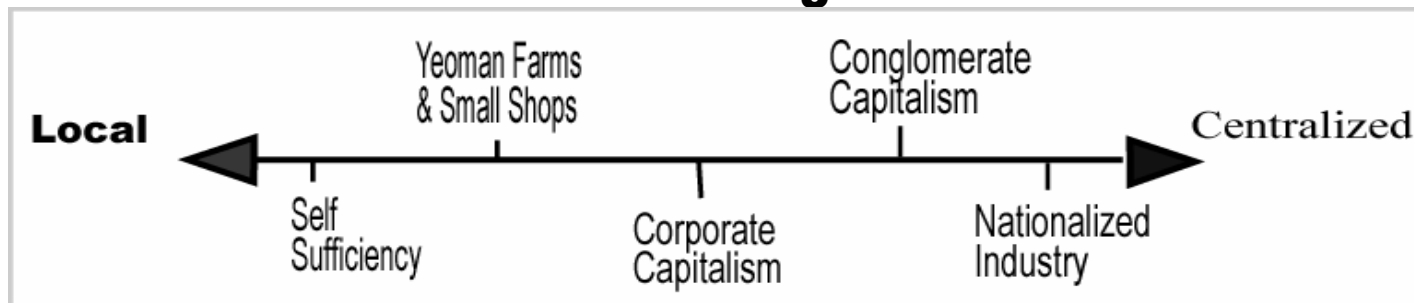 Local
Yeoman Farms
& Small Shops
Conglomerate
Capitalism
Centralized
Self
Sufficiency
Corporate
Capitalism
Nationalized
Industry